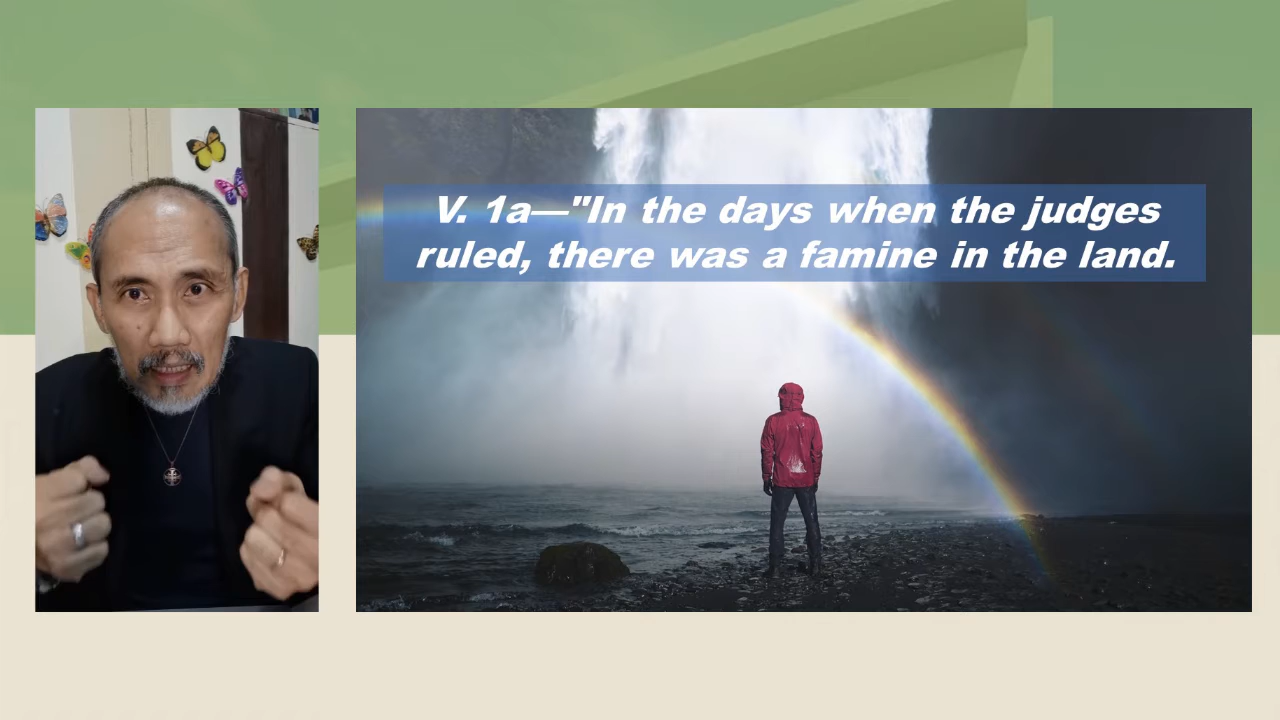 V. 1a—"In the days when the judges
ruled, there was a famine in the land.